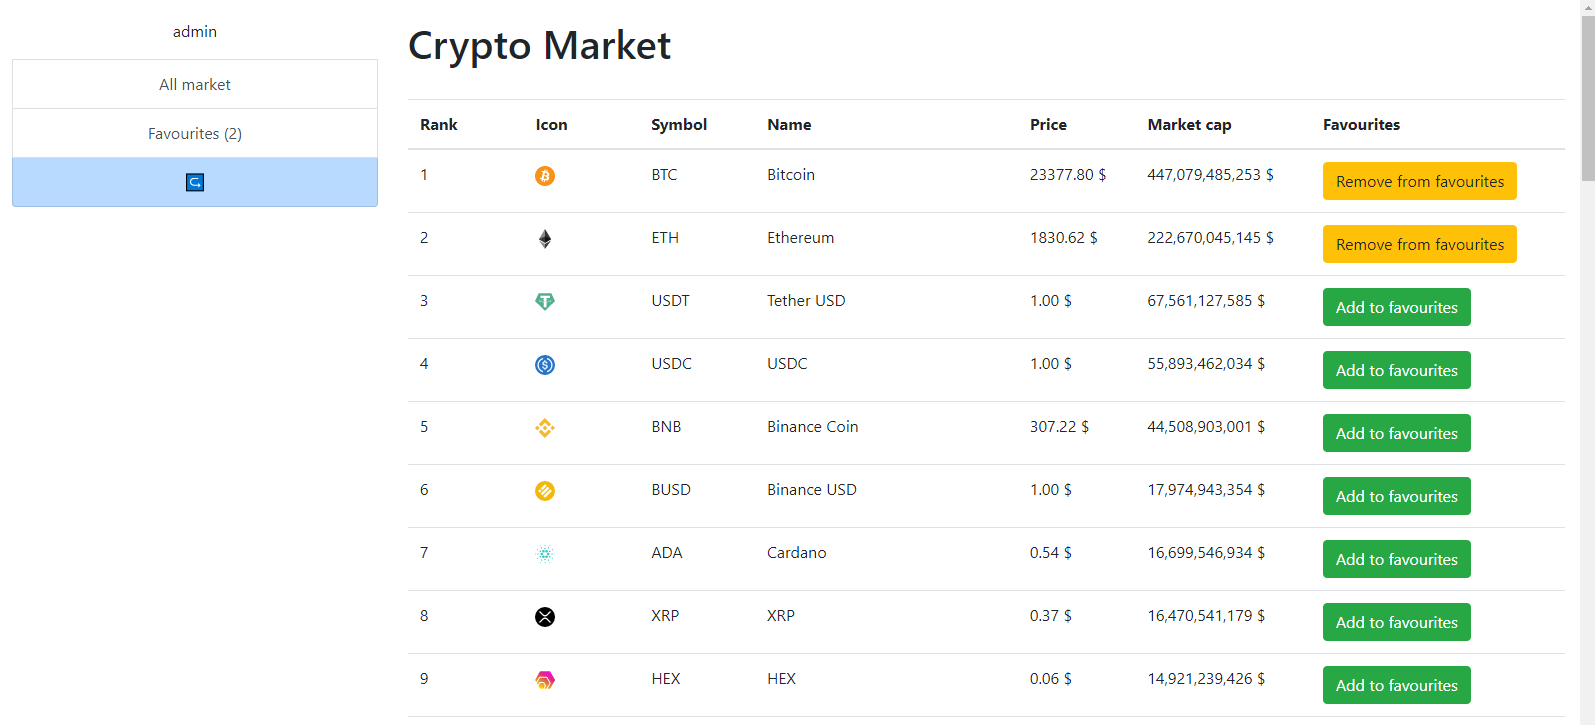 admin
All market
Favourites (2)
Crypto Market
Rank Icon Symbol Name Price Market cap Favourites
1 BTC Bitcoin 23377.80 $ 447,079,485,253 $ Remove from favourites
2 ETH Ethereum 1830.62 $ 222,670,045,145 $ Remove from favourites
3 USDT Tether USD 1.00 $ 67,561,127,585 $ Add to favourites
4 USDC USDC 1.00 $ 55,893,462,034 $ Add to favourites
5 BNB Binance Coin 307.22 $ 44,508,903,001 $ Add to favourites
6 BUSD Binance USD 1.00 $ 17,974,943,354 $ Add to favourites
7 ADA Cardano 0.54 $ 16,699,546,934 $ Add to favourites
8 XRP XRP 0.37 $ 16,470,541,179 $ Add to favourites
9 HEX HEX 0.06 $ 14,921,239,426 $ Add to favourites